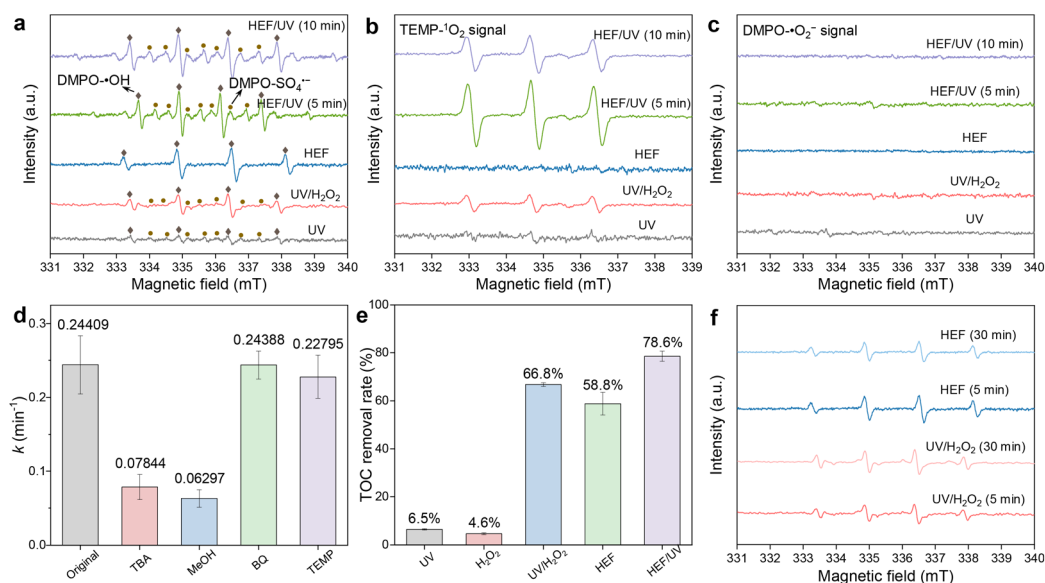 a
HEF/UV (10 min)
DMPO-•OH
DMPO-SO₄•−
HEF/UV (5 min)
HEF
UV/H₂O₂
UV
Intensity (a.u.)
331 332 333 334 335 336 337 338 339 340
Magnetic field (mT)
b
TEMP-¹O₂ signal
HEF/UV (10 min)
HEF/UV (5 min)
HEF
UV/H₂O₂
UV
Intensity (a.u.)
331 332 333 334 335 336 337 338 339
Magnetic field (mT)
c
DMPO-•O₂⁻ signal
HEF/UV (10 min)
HEF/UV (5 min)
HEF
UV/H₂O₂
UV
Intensity (a.u.)
331 332 333 334 335 336 337 338 339 340
Magnetic field (mT)
d
0.3
0.2
0.1
0.0
k (min⁻¹)
0.24409
0.07844
0.06297
0.24388
0.22795
Original TBA MeOH BQ TEMP
e
100
80
60
40
20
0
TOC removal rate (%)
6.5%
4.6%
66.8%
58.8%
78.6%
UV H₂O₂ UV/H₂O₂ HEF HEF/UV
f
HEF (30 min)
HEF (5 min)
UV/H₂O₂ (30 min)
UV/H₂O₂ (5 min)
Intensity (a.u.)
331 332 333 334 335 336 337 338 339 340
Magnetic field (mT)